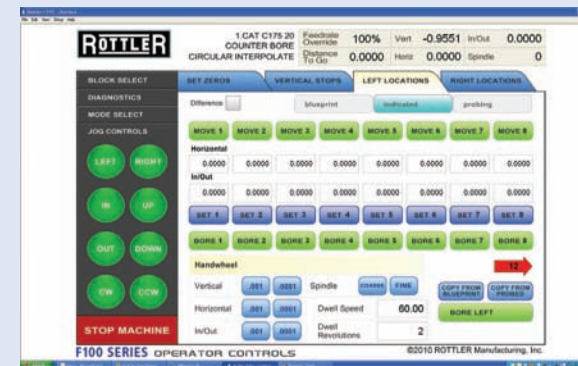 ROTTLER
1.CAT C175 20
COUNTER BORE
CIRCULAR INTERPOLATE
Feedrate Override 100% Vert -0.9551 In/Out 0.0000
Distance To Go 0.0000 Horiz 0.0000 Spindle 0
BLOCK SELECT
DIAGNOSTICS
MODE SELECT
JOG CONTROLS
LEFT RIGHT
IN UP
OUT DOWN
CW CCW
STOP MACHINE
SET ZEROS VERTICAL STOPS LEFT LOCATIONS RIGHT LOCATIONS
Difference blueprint indicated probing
MOVE 1 MOVE 2 MOVE 3 MOVE 4 MOVE 5 MOVE 6 MOVE 7 MOVE 8
Horizontal
0.0000 0.0000 0.0000 0.0000 0.0000 0.0000 0.0000 0.0000
In/Out
0.0000 0.0000 0.0000 0.0000 0.0000 0.0000 0.0000 0.0000
SET 1 SET 2 SET 3 SET 4 SET 5 SET 6 SET 7 SET 8
BORE 1 BORE 2 BORE 3 BORE 4 BORE 5 BORE 6 BORE 7 BORE 8
Handwheel 12
Vertical .001 .0001 Spindle COARSE FINE COPY FROM BLUEPRINT COPY FROM PROBED
Horizontal .001 .0001 Dwell Speed 60.00 BORE LEFT
In/Out .001 .0001 Dwell Revolutions 2
F100 SERIES OPERATOR CONTROLS ©2010 ROTTLER Manufacturing, Inc.